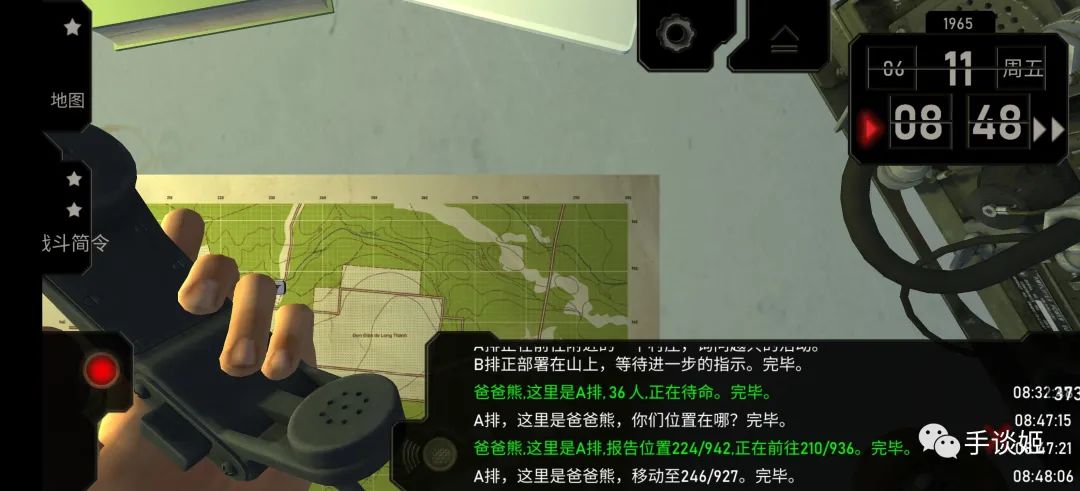 1965
06 11 周五
08 48
地图
战斗简令
Don Dien de Long Thanh
B排正部署在山上，等待进一步的指示。完毕。
爸爸熊,这里是A排, 36 人,正在待命。完毕。
A排，这里是爸爸熊，你们位置在哪？完毕。
08:47:15
爸爸熊,这里是A排,报告位置224/942,正在前往210/936。完毕。
A排，这里是爸爸熊，移动至246/927。完毕。
08:48:06
手谈姬